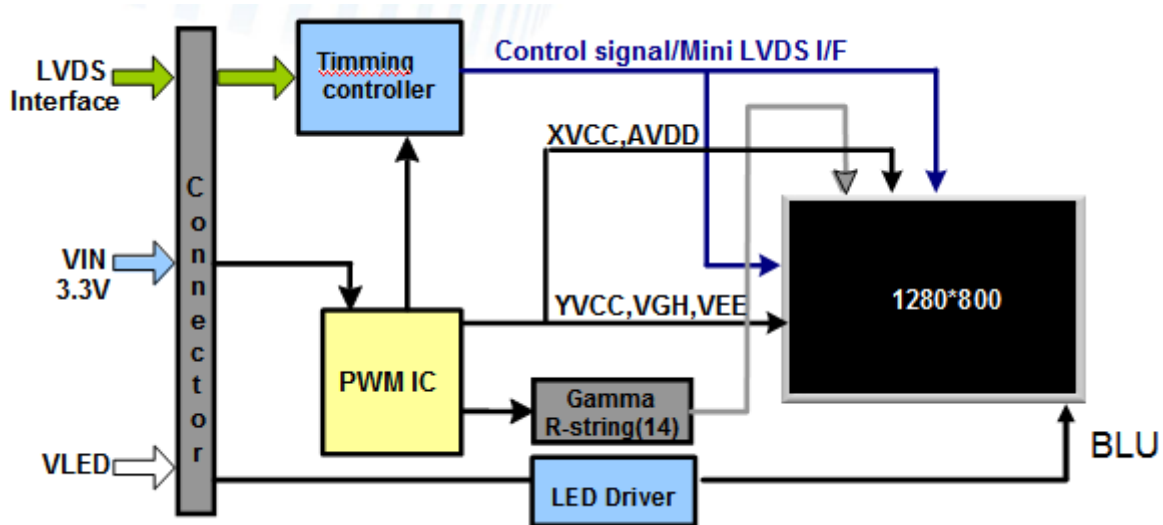 LVDS
Interface
Timming
controller
Control signal/Mini LVDS I/F
XVCC,AVDD
Connector
VIN
3.3V
1280*800
YVCC,VGH,VEE
PWM IC
Gamma
R-string(14)
BLU
VLED
LED Driver